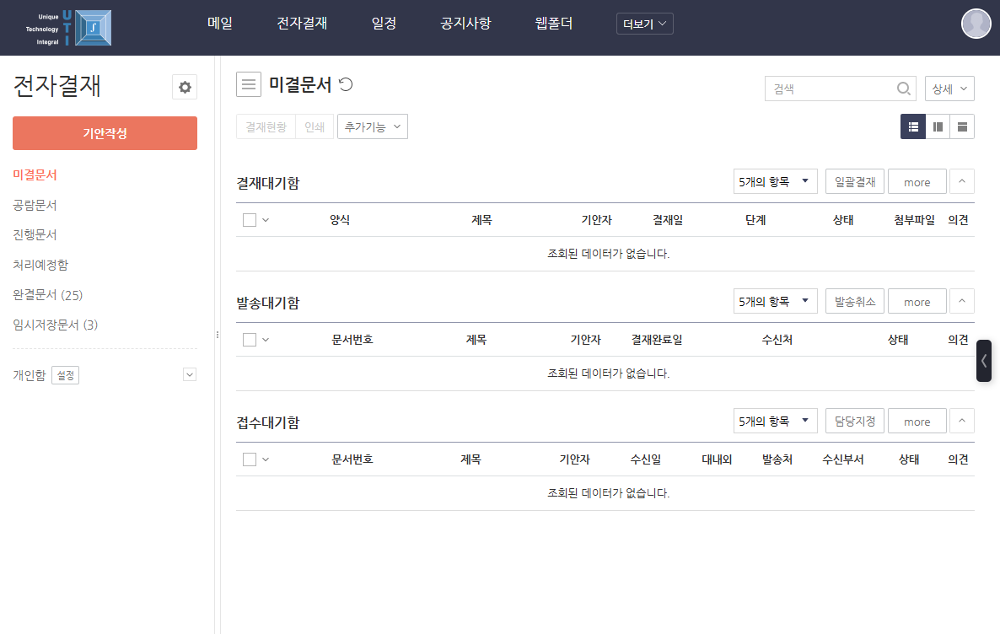 Unique
Technology
Integral
UTI
메일 전자결재 일정 공지사항 웹폴더 더보기
전자결재
기안작성
미결문서
공람문서
진행문서
처리예정함
완결문서 (25)
임시저장문서 (3)
개인함 설정
미결문서
검색 상세
결재현황 인쇄 추가기능
결재대기함 5개의 항목 일괄결재 more
양식 제목 기안자 결재일 단계 상태 첨부파일 의견
조회된 데이터가 없습니다.
발송대기함 5개의 항목 발송취소 more
문서번호 제목 기안자 결재완료일 수신처 상태 의견
조회된 데이터가 없습니다.
접수대기함 5개의 항목 담당지정 more
문서번호 제목 기안자 수신일 대내외 발송처 수신부서 상태 의견
조회된 데이터가 없습니다.